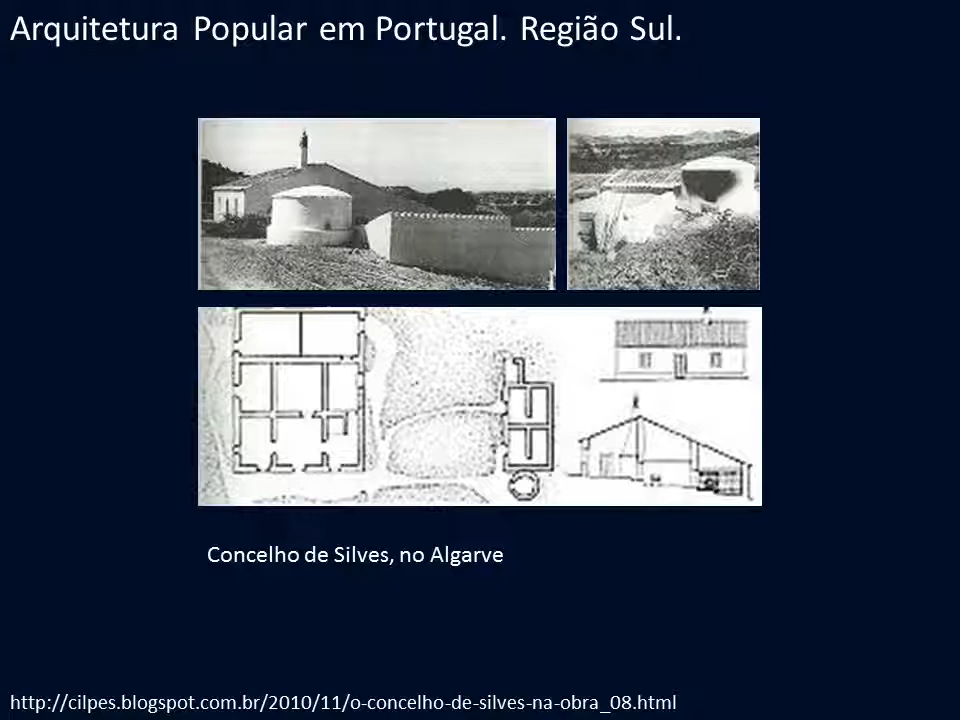 Arquitetura Popular em Portugal. Região Sul.
Concelho de Silves, no Algarve
http://cilpes.blogspot.com.br/2010/11/o-concelho-de-silves-na-obra_08.html